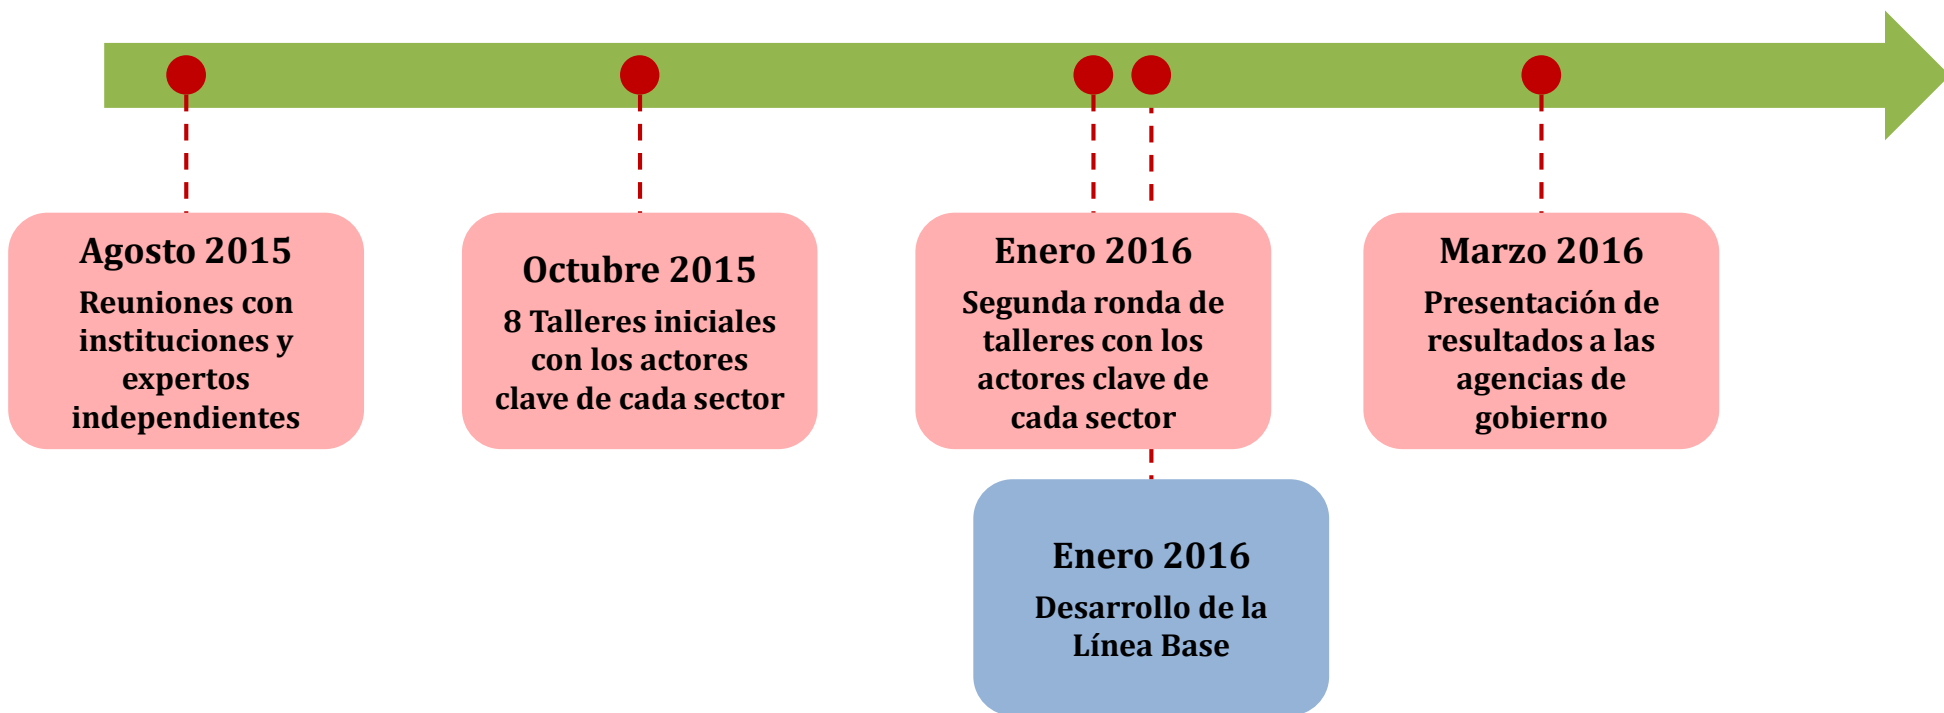 Agosto 2015
Reuniones con
instituciones y
expertos
independientes
Octubre 2015
8 Talleres iniciales
con los actores
clave de cada sector
Enero 2016
Segunda ronda de
talleres con los
actores clave de
cada sector
Marzo 2016
Presentación de
resultados a las
agencias de
gobierno
Enero 2016
Desarrollo de la
Línea Base